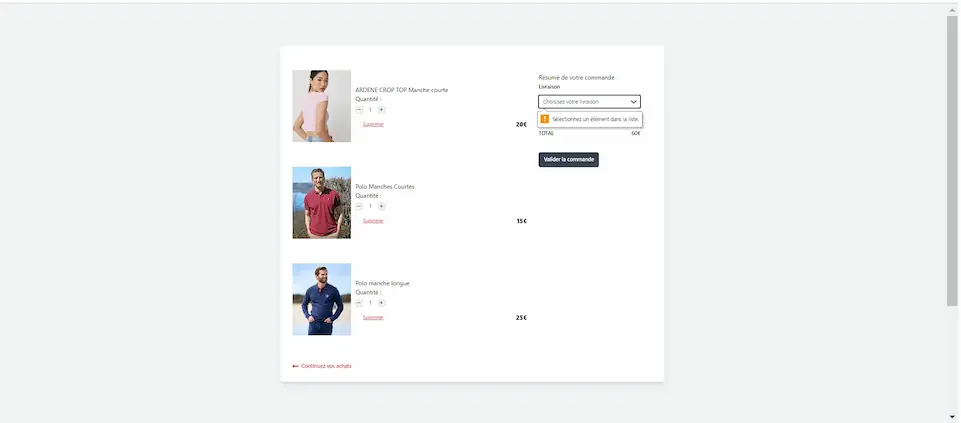 ARDENE CROP TOP Manche courte
Quantité :
1
Supprimer
20€
Polo Manches Courtes
Quantité :
1
Supprimer
15€
Polo manche longue
Quantité :
1
Supprimer
25€
Continuez vos achats
Résumé de votre commande
Livraison
Choisissez votre livraison
Sélectionnez un élément dans la liste.
TOTAL
60€
Valider la commande